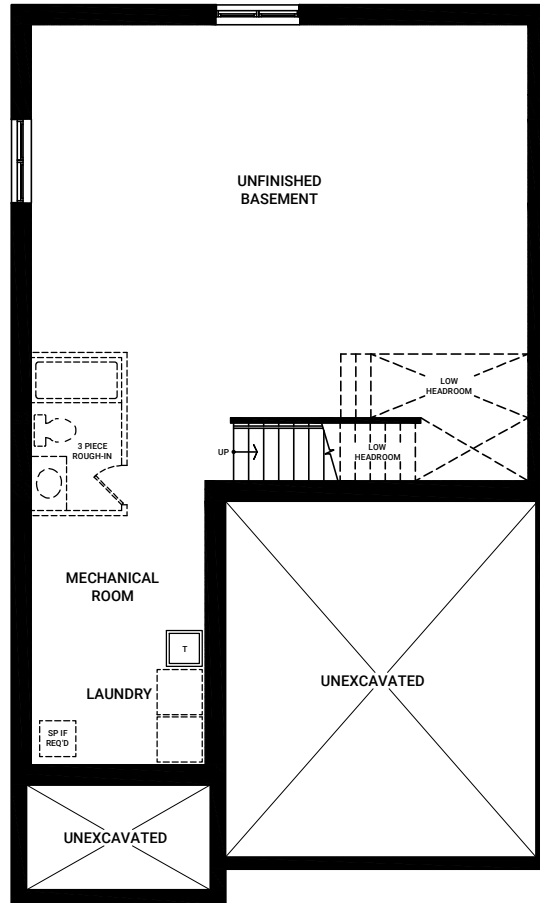 UNFINISHED
BASEMENT
LOW
HEADROOM
3 PIECE
ROUGH-IN
UP
LOW
HEADROOM
MECHANICAL
ROOM
T
UNEXCAVATED
LAUNDRY
SP IF
REQ'D
UNEXCAVATED